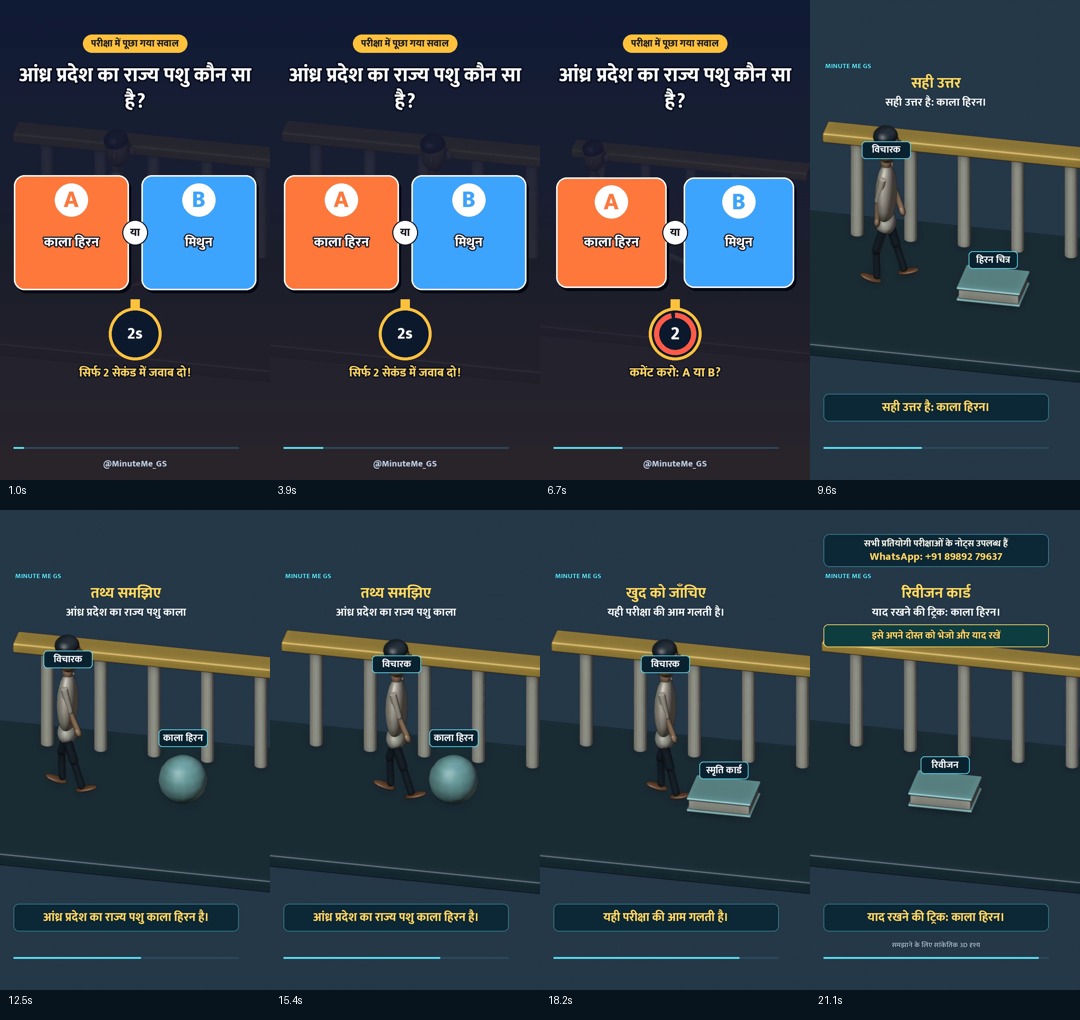 परीक्षा में पूछा गया सवाल
आंध्र प्रदेश का राज्य पशु कौन सा
है?
A
B
काला हिरन
या
मिथुन
2s
सिर्फ 2 सेकंड में जवाब दो!
@MinuteMe_GS
1.0s
परीक्षा में पूछा गया सवाल
आंध्र प्रदेश का राज्य पशु कौन सा
है?
A
B
काला हिरन
या
मिथुन
2s
सिर्फ 2 सेकंड में जवाब दो!
@MinuteMe_GS
3.9s
परीक्षा में पूछा गया सवाल
आंध्र प्रदेश का राज्य पशु कौन सा
है?
A
B
काला हिरन
या
मिथुन
2
कमेंट करो: A या B?
@MinuteMe_GS
6.7s
MINUTE ME GS
सही उत्तर
सही उत्तर है: काला हिरन।
विचारक
हिरन चित्र
सही उत्तर है: काला हिरन।
9.6s
MINUTE ME GS
तथ्य समझिए
आंध्र प्रदेश का राज्य पशु काला
विचारक
काला हिरन
आंध्र प्रदेश का राज्य पशु काला हिरन है।
12.5s
MINUTE ME GS
तथ्य समझिए
आंध्र प्रदेश का राज्य पशु काला
विचारक
काला हिरन
आंध्र प्रदेश का राज्य पशु काला हिरन है।
15.4s
MINUTE ME GS
खुद को जाँचिए
यही परीक्षा की आम गलती है।
विचारक
स्मृति कार्ड
यही परीक्षा की आम गलती है।
18.2s
सभी प्रतियोगी परीक्षाओं के नोट्स उपलब्ध हैं
WhatsApp: +91 89892 79637
MINUTE ME GS
रिवीजन कार्ड
याद रखने की ट्रिक: काला हिरन।
इसे अपने दोस्त को भेजो और याद रखें
रिवीजन
याद रखने की ट्रिक: काला हिरन।
समझाने के लिए सांकेतिक 3D दृश्य
21.1s